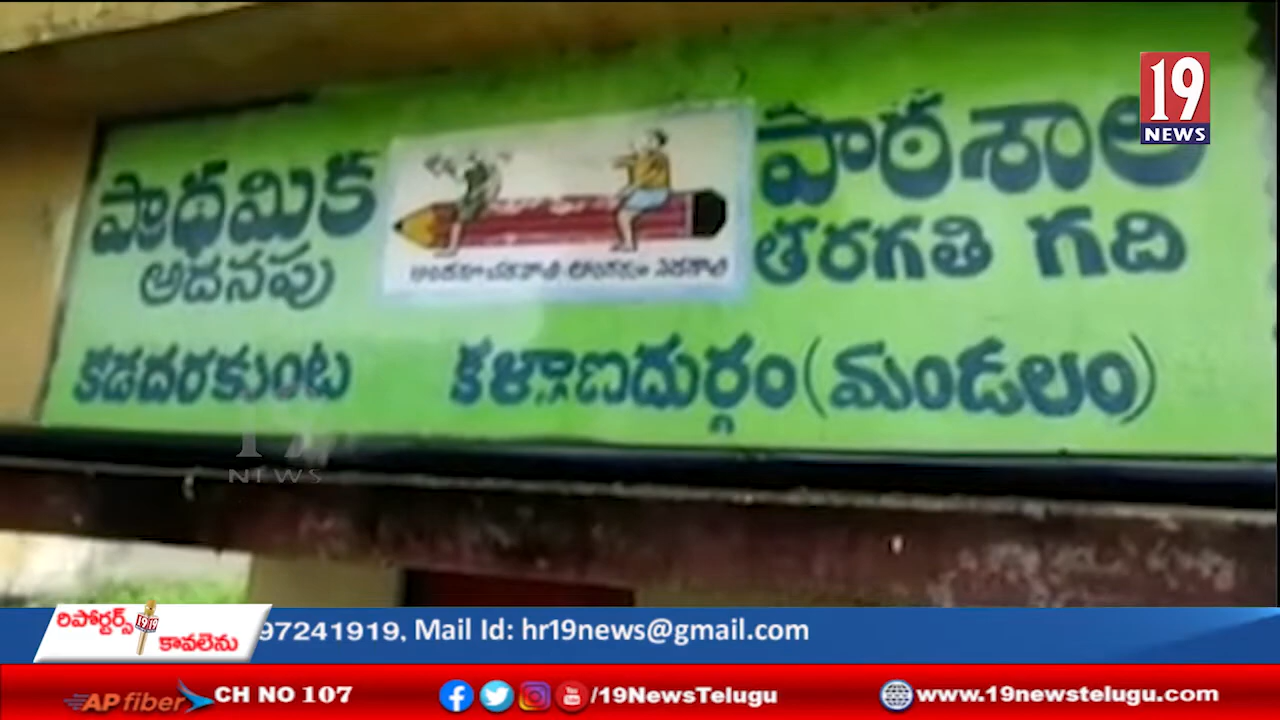 19
NEWS
ప్రాథమిక పాఠశాల
అదనపు తరగతి గది
కడదరకుంట కళ్యాణదుర్గం (మండలం)
NEWS
రిపోర్టర్స్ కావలెను
97241919, Mail Id: hr19news@gmail.com
AP fiber CH NO 107 /19NewsTelugu www.19newstelugu.com